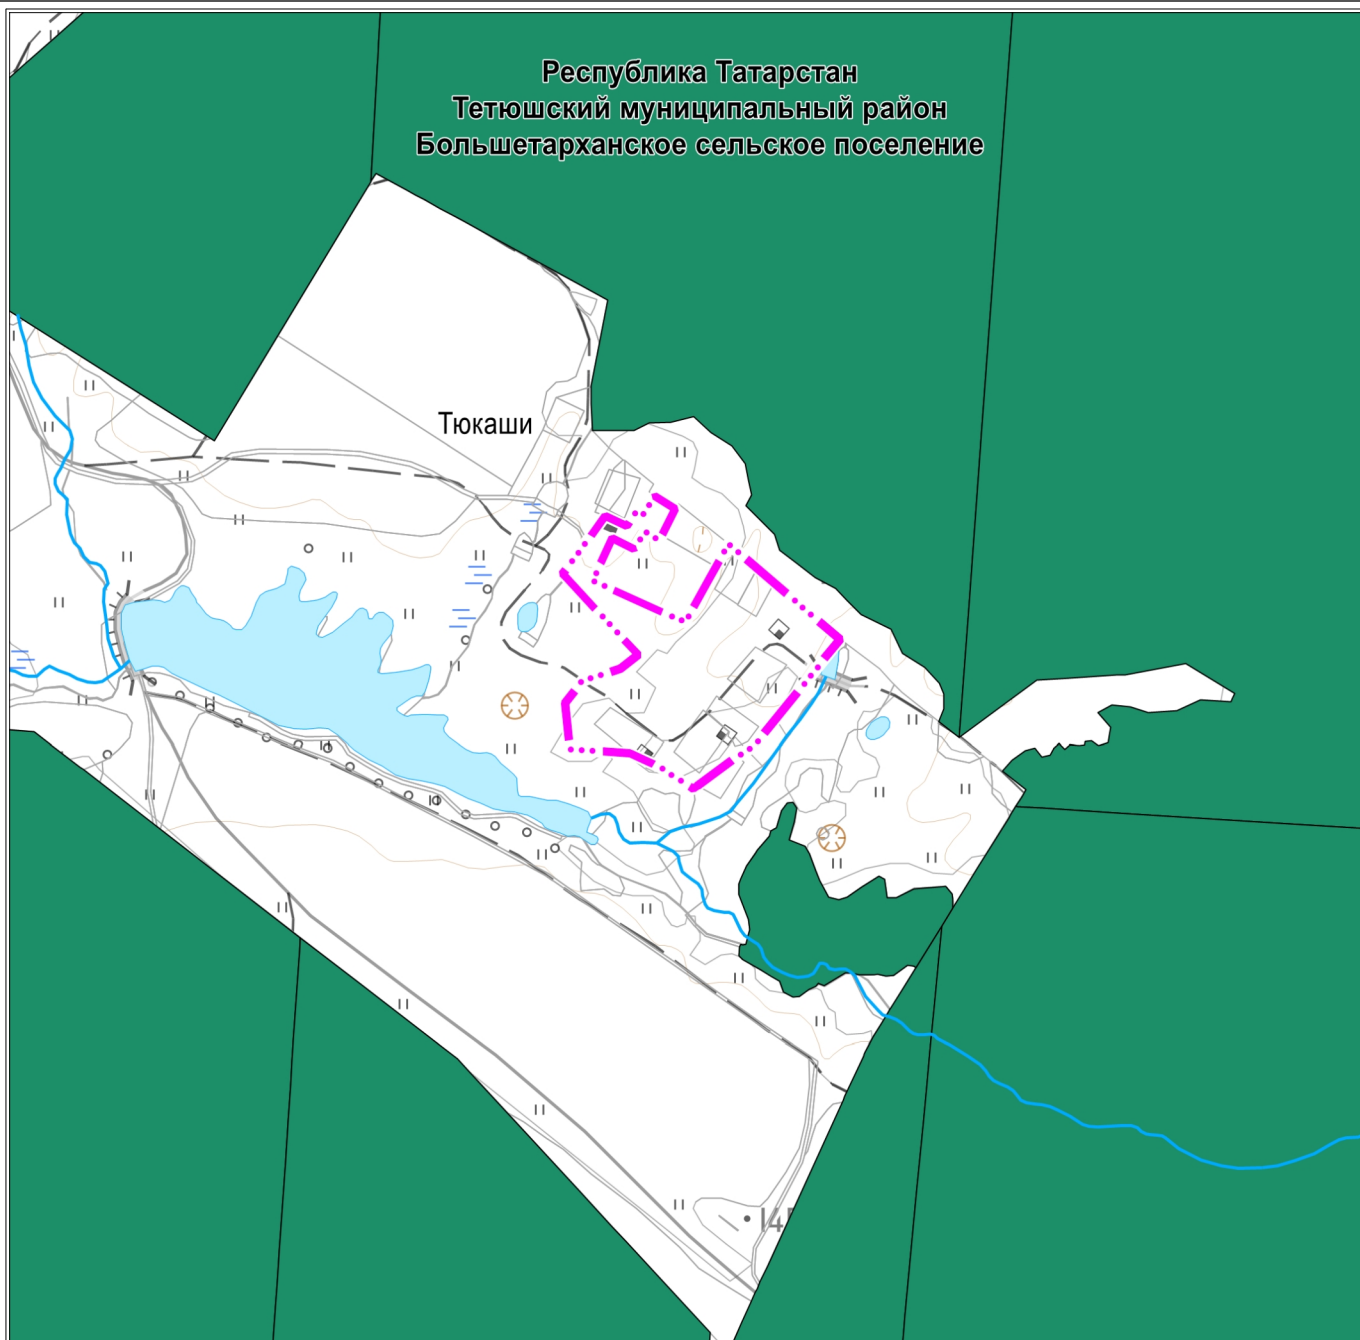 Республика Татарстан
Тетюшский муниципальный район
Большетарханское сельское поселение
Тюкаши